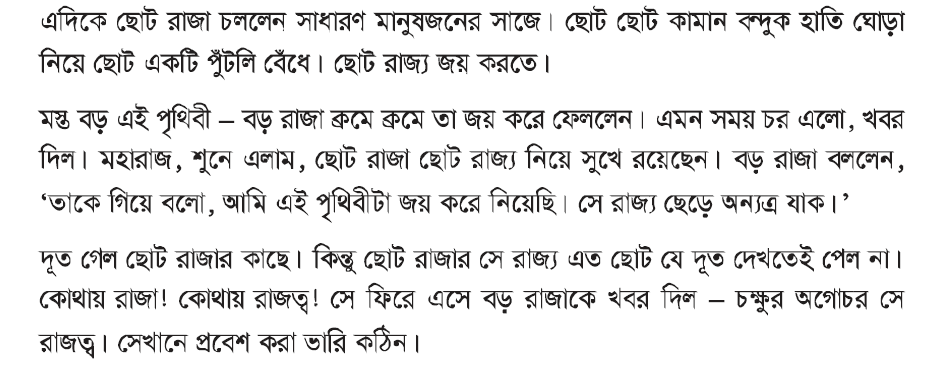 এদিকে ছোট রাজা চললেন সাধারণ মানুষজনের সাজে। ছোট ছোট কামান বন্দুক হাতি ঘোড়া
নিয়ে ছোট একটি পুঁটলি বেঁধে। ছোট রাজ্য জয় করতে।
মস্ত বড় এই পৃথিবী – বড় রাজা ক্রমে ক্রমে তা জয় করে ফেললেন। এমন সময় চর এলো, খবর
দিল। মহারাজ, শুনে এলাম, ছোট রাজা ছোট রাজ্য নিয়ে সুখে রয়েছেন। বড় রাজা বললেন,
‘তাকে গিয়ে বলো, আমি এই পৃথিবীটা জয় করে নিয়েছি। সে রাজ্য ছেড়ে অন্যত্র যাক।’
দূত গেল ছোট রাজার কাছে। কিন্তু ছোট রাজার সে রাজ্য এত ছোট যে দূত দেখতেই পেল না।
কোথায় রাজা! কোথায় রাজত্ব! সে ফিরে এসে বড় রাজাকে খবর দিল – চক্ষুর অগোচর সে
রাজত্ব। সেখানে প্রবেশ করা ভারি কঠিন।